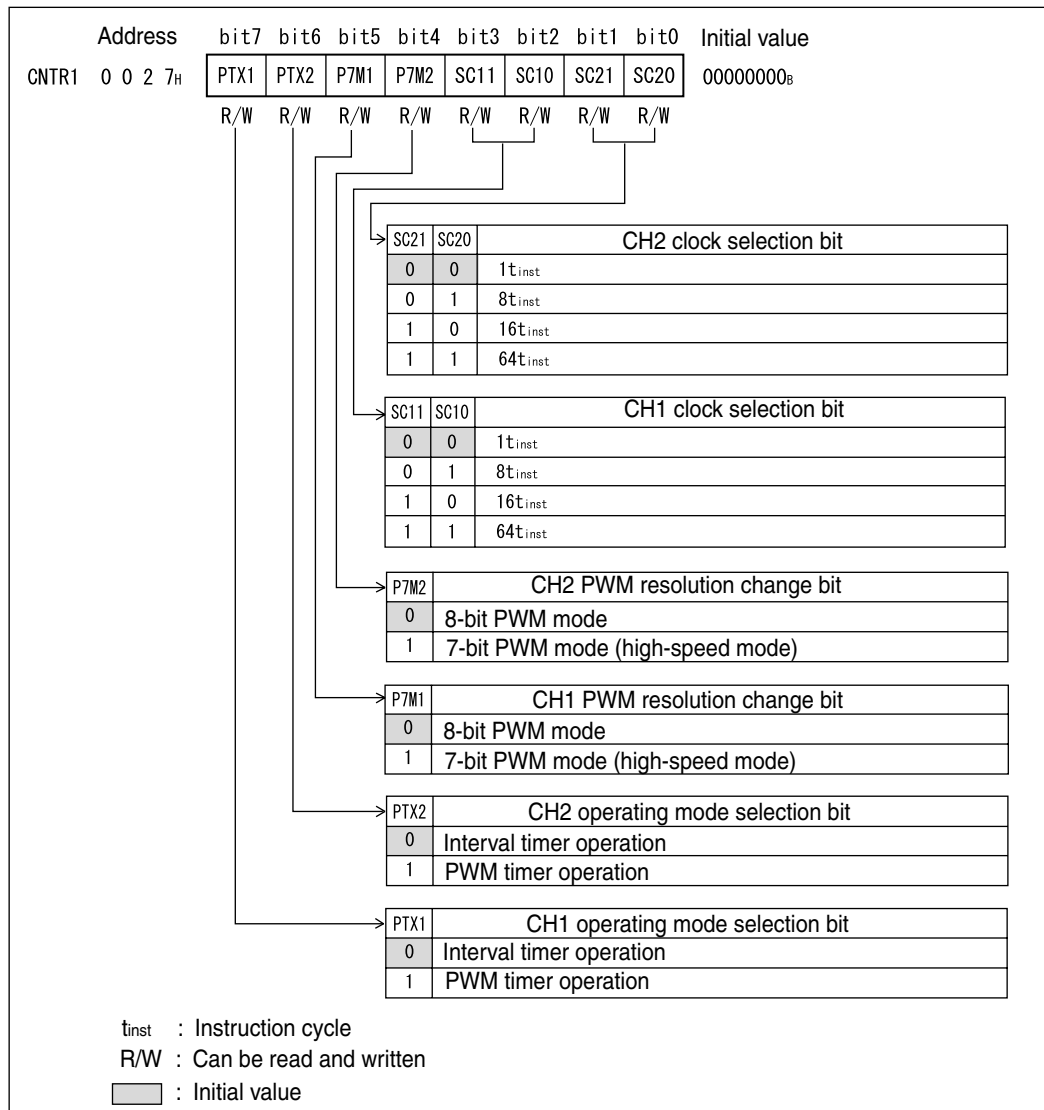 Address bit7 bit6 bit5 bit4 bit3 bit2 bit1 bit0 Initial value
CNTR1 0 0 2 7H PTX1 PTX2 P7M1 P7M2 SC11 SC10 SC21 SC20 00000000B
R/W R/W R/W R/W R/W R/W R/W R/W
SC21 SC20 CH2 clock selection bit
0 0 1tinst
0 1 8tinst
1 0 16tinst
1 1 64tinst
SC11 SC10 CH1 clock selection bit
0 0 1tinst
0 1 8tinst
1 0 16tinst
1 1 64tinst
P7M2 CH2 PWM resolution change bit
0 8-bit PWM mode
1 7-bit PWM mode (high-speed mode)
P7M1 CH1 PWM resolution change bit
0 8-bit PWM mode
1 7-bit PWM mode (high-speed mode)
PTX2 CH2 operating mode selection bit
0 Interval timer operation
1 PWM timer operation
PTX1 CH1 operating mode selection bit
0 Interval timer operation
1 PWM timer operation
tinst : Instruction cycle
R/W : Can be read and written
: Initial value